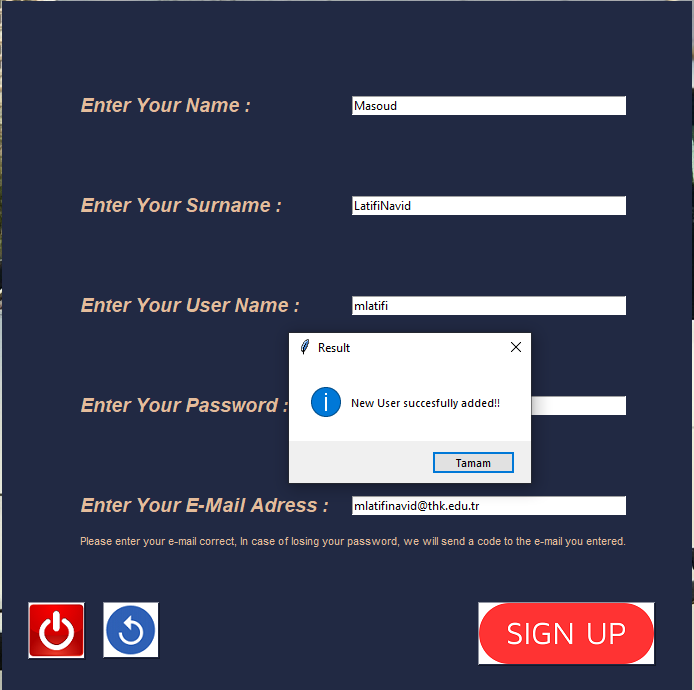 Enter Your Name :
Masoud
Enter Your Surname :
LatifiNavid
Enter Your User Name :
mlatifi
Result
Enter Your Password :
New User succesfully added!!
Tamam
Enter Your E-Mail Adress :
mlatifinavid@thk.edu.tr
Please enter your e-mail correct, In case of losing your password, we will send a code to the e-mail you entered.
SIGN UP